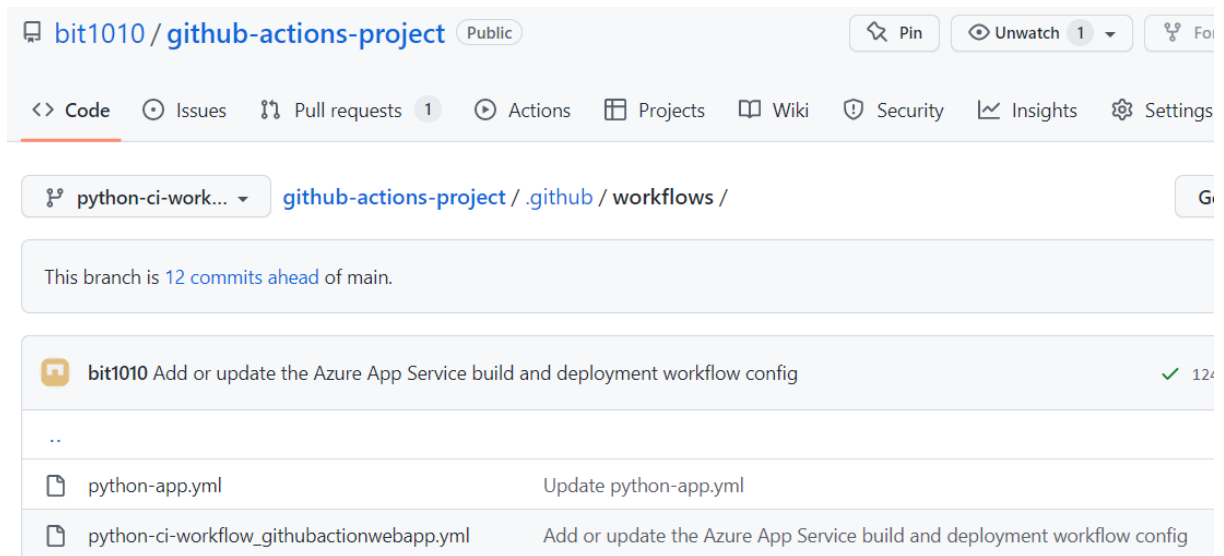 bit1010 / github-actions-project Public Pin Unwatch 1
Code Issues Pull requests 1 Actions Projects Wiki Security Insights Settings
python-ci-work... github-actions-project / .github / workflows /
This branch is 12 commits ahead of main.
bit1010 Add or update the Azure App Service build and deployment workflow config
..
python-app.yml Update python-app.yml
python-ci-workflow_githubactionwebapp.yml Add or update the Azure App Service build and deployment workflow config